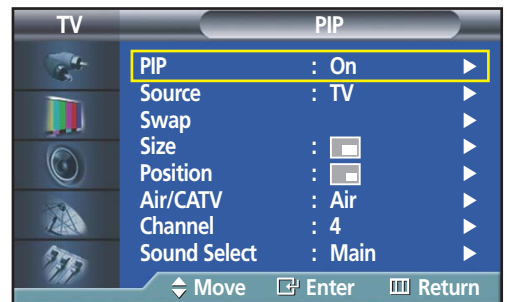 TV PIP
PIP : On
Source : TV
Swap
Size :
Position :
Air/CATV : Air
Channel : 4
Sound Select : Main
Move Enter Return